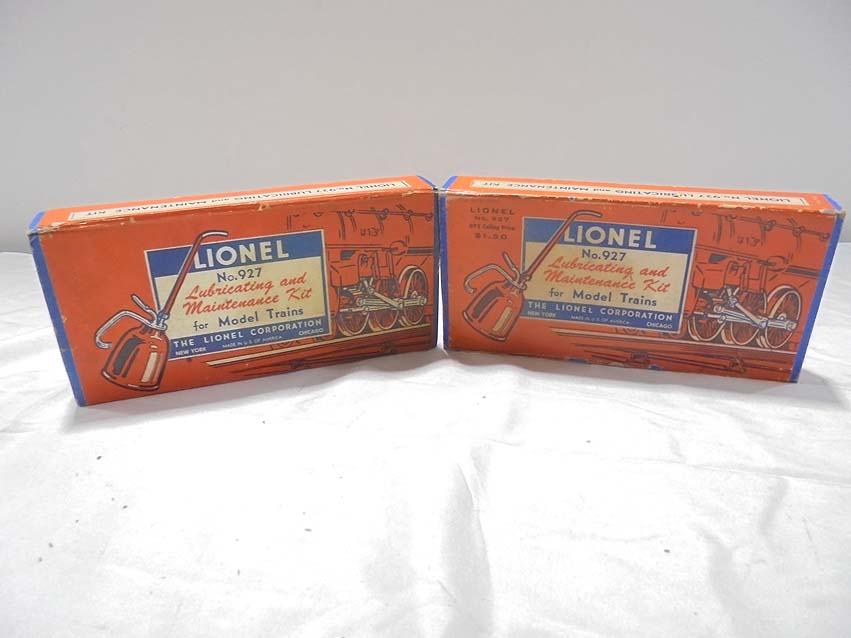 LIONEL No. 927 LUBRICATING and MAINTENANCE KIT
LIONEL
No. 927
Lubricating and
Maintenance Kit
for Model Trains
THE LIONEL CORPORATION
NEW YORK MADE IN U.S. OF AMERICA CHICAGO
LIONEL No. 927 LUBRICATING and MAINTENANCE KIT
LIONEL
NO. 927
OPS Ceiling Price
$1.50
LIONEL
No. 927
Lubricating and
Maintenance Kit
for Model Trains
THE LIONEL CORPORATION
NEW YORK MADE IN U.S. OF AMERICA CHICAGO